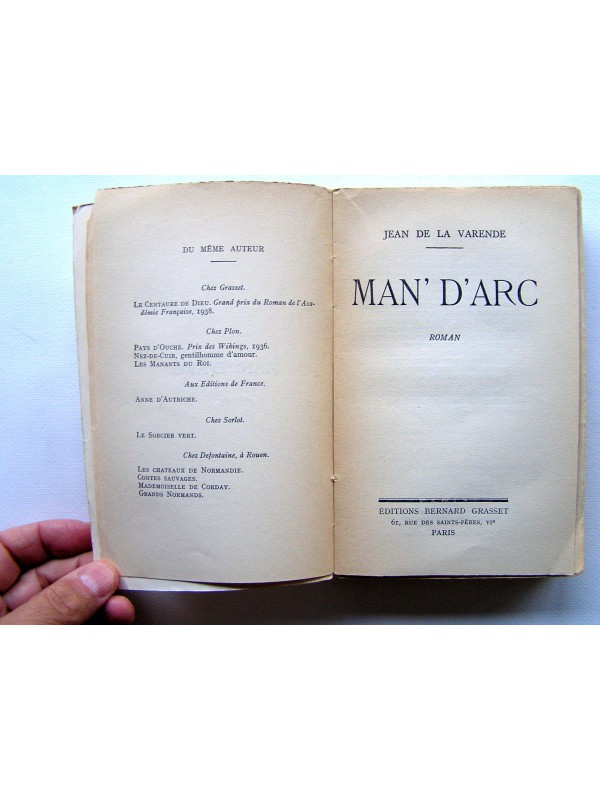 DU MÊME AUTEUR
Chez Grasset.
LE CENTAURE DE DIEU. Grand prix du Roman de l'Aca-
démie Française, 1938.
Chez Plon.
PAYS D'OUCHE. Prix des Wikings, 1936.
NEZ-DE-CUIR, gentilhomme d'amour.
LES MANANTS DU ROI.
Aux Editions de France.
ANNE D'AUTRICHE.
Chez Sorlot.
LE SORCIER VERT.
Chez Defontaine, à Rouen.
LES CHATEAUX DE NORMANDIE.
CONTES SAUVAGES.
MADEMOISELLE DE CORDAY.
GRANDS NORMANDS.
JEAN DE LA VARENDE
MAN' D'ARC
ROMAN
ÉDITIONS BERNARD GRASSET
61, RUE DES SAINTS-PÈRES, VIe
PARIS